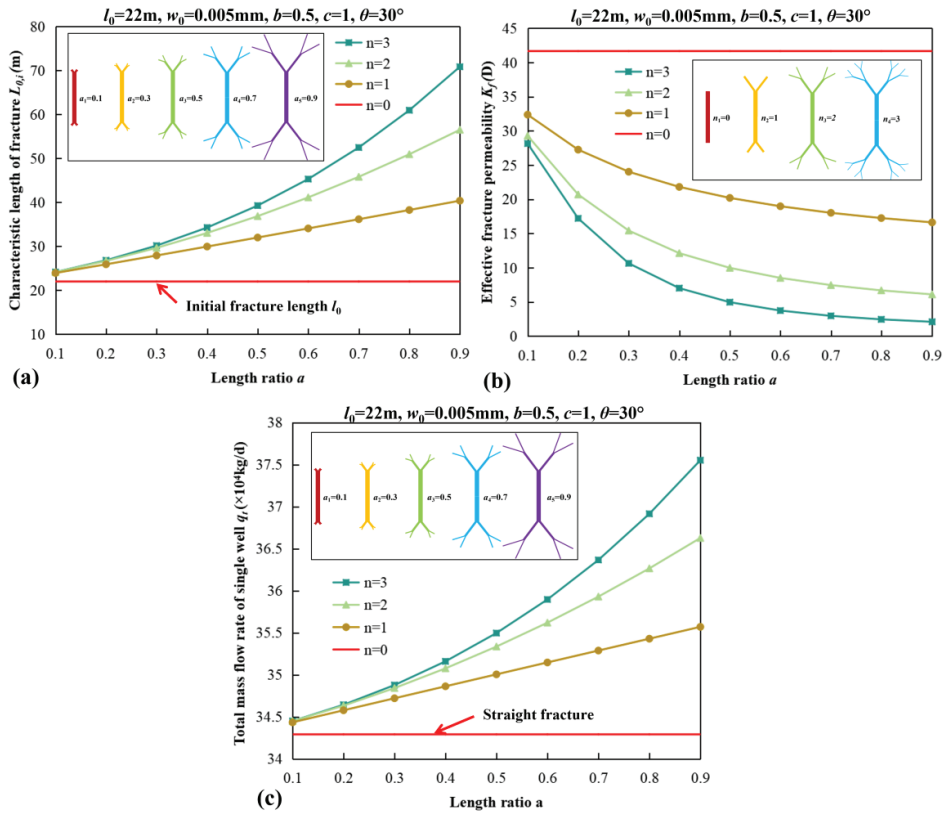 l₀=22m, w₀=0.005mm, b=0.5, c=1, θ=30°
Characteristic length of fracture L₀,ⱼ(m)
80
70
60
50
40
30
20
10
a₁=0.1
a₂=0.3
a₃=0.5
a₄=0.7
a₅=0.9
n=3
n=2
n=1
n=0
Initial fracture length l₀
0.1 0.2 0.3 0.4 0.5 0.6 0.7 0.8 0.9
Length ratio a
(a)
l₀=22m, w₀=0.005mm, b=0.5, c=1, θ=30°
Effective fracture permeability K_f(D)
45
40
35
30
25
20
15
10
5
0
n=3
n=2
n=1
n=0
n₁=0
n₂=1
n₃=2
n₄=3
0.1 0.2 0.3 0.4 0.5 0.6 0.7 0.8 0.9
Length ratio a
(b)
l₀=22m, w₀=0.005mm, b=0.5, c=1, θ=30°
Total mass flow rate of single well qₜ(×10⁴kg/d)
38
37.5
37
36.5
36
35.5
35
34.5
34
a₁=0.1
a₂=0.3
a₃=0.5
a₄=0.7
a₅=0.9
n=3
n=2
n=1
n=0
Straight fracture
0.1 0.2 0.3 0.4 0.5 0.6 0.7 0.8 0.9
Length ratio a
(c)